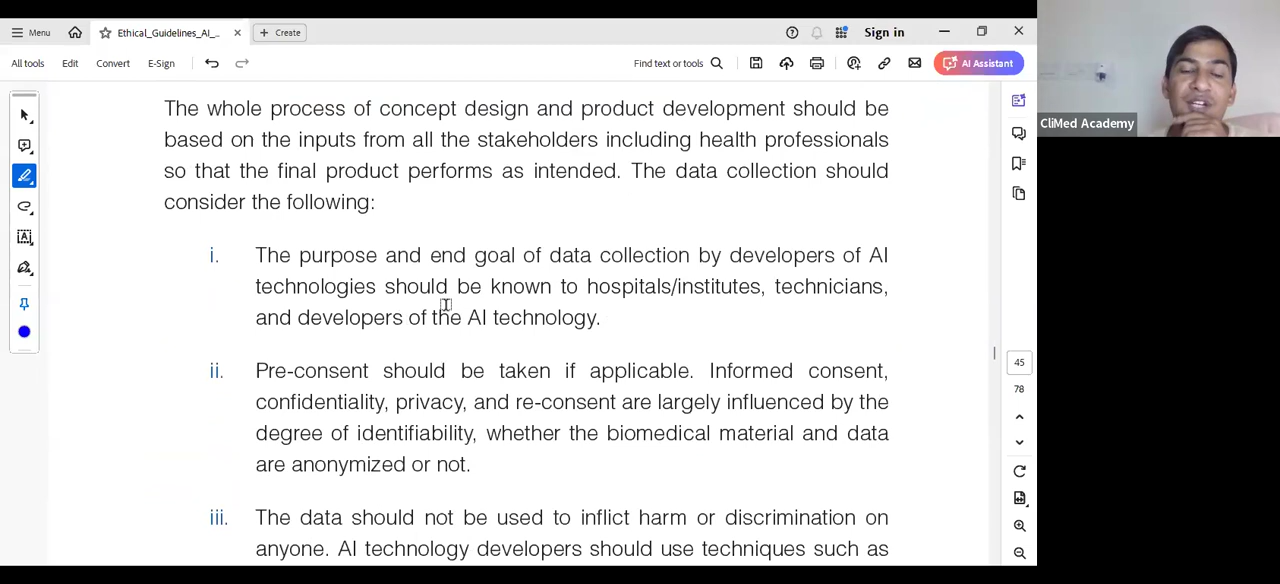 Menu
Ethical_Guidelines_AI_...
Create
Sign in
All tools
Edit
Convert
E-Sign
Find text or tools
AI Assistant
CliMed Academy
The whole process of concept design and product development should be
based on the inputs from all the stakeholders including health professionals
so that the final product performs as intended. The data collection should
consider the following:
i. The purpose and end goal of data collection by developers of AI
technologies should be known to hospitals/institutes, technicians,
and developers of the AI technology.
ii. Pre-consent should be taken if applicable. Informed consent,
confidentiality, privacy, and re-consent are largely influenced by the
degree of identifiability, whether the biomedical material and data
are anonymized or not.
iii. The data should not be used to inflict harm or discrimination on
anyone. AI technology developers should use techniques such as
45
78